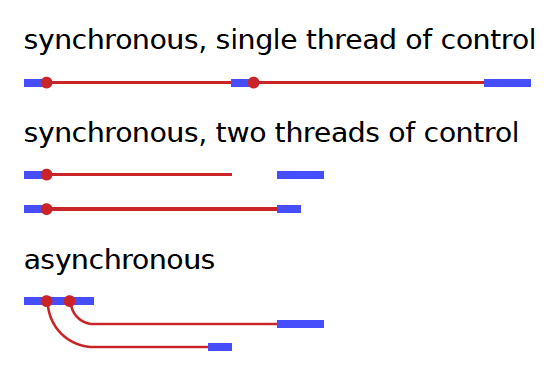 synchronous, single thread of control
synchronous, two threads of control
asynchronous